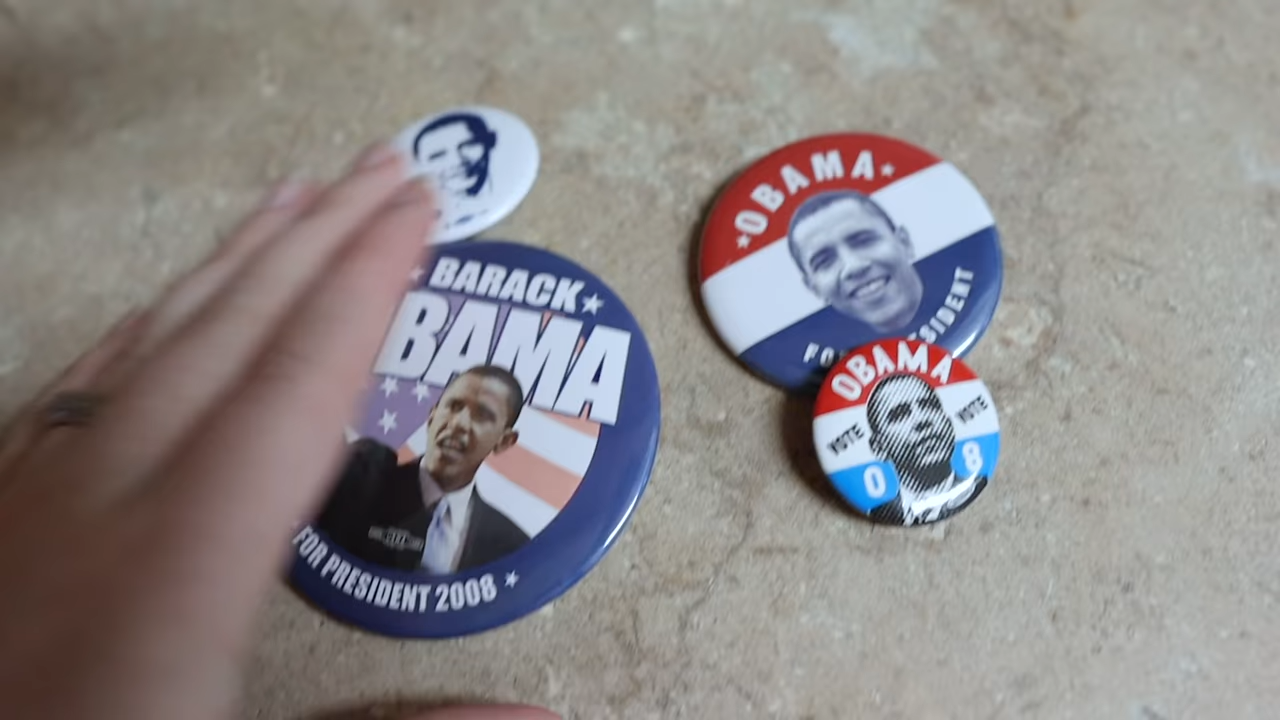 BARACK
BAMA
FOR PRESIDENT 2008
OBAMA
OBAMA
VOTE VOTE
0 8